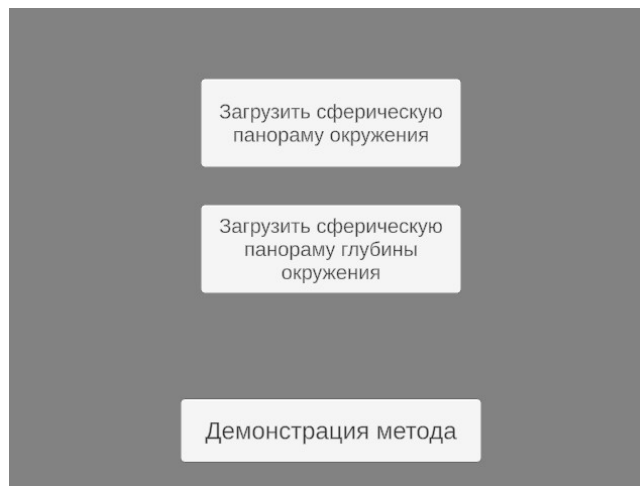 Загрузить сферическую
панораму окружения
Загрузить сферическую
панораму глубины
окружения
Демонстрация метода